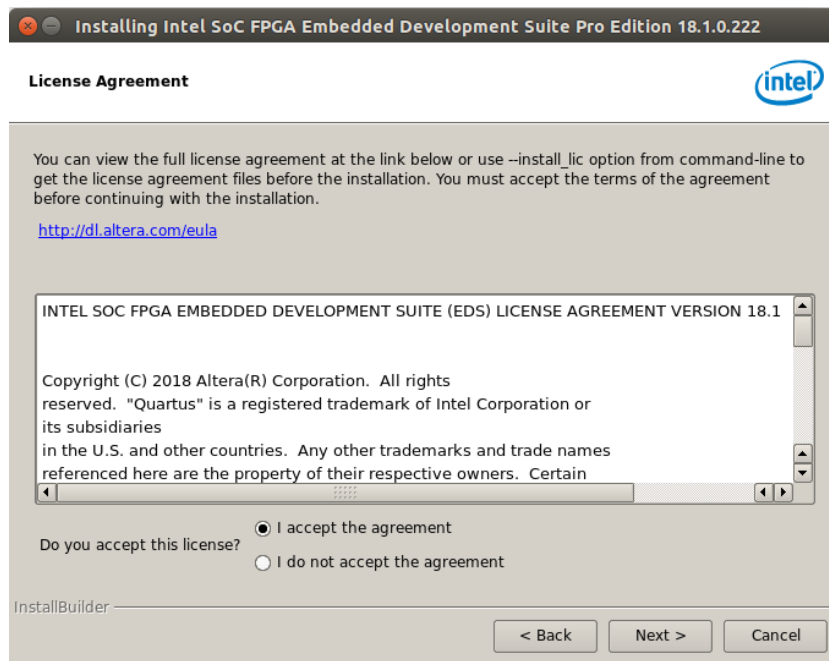 Installing Intel SoC FPGA Embedded Development Suite Pro Edition 18.1.0.222
License Agreement
intel
You can view the full license agreement at the link below or use --install_lic option from command-line to
get the license agreement files before the installation. You must accept the terms of the agreement
before continuing with the installation.
http://dl.altera.com/eula
INTEL SOC FPGA EMBEDDED DEVELOPMENT SUITE (EDS) LICENSE AGREEMENT VERSION 18.1
Copyright (C) 2018 Altera(R) Corporation.  All rights
reserved.  "Quartus" is a registered trademark of Intel Corporation or
its subsidiaries
in the U.S. and other countries.  Any other trademarks and trade names
referenced here are the property of their respective owners.  Certain
Do you accept this license?
I accept the agreement
I do not accept the agreement
InstallBuilder
< Back
Next >
Cancel